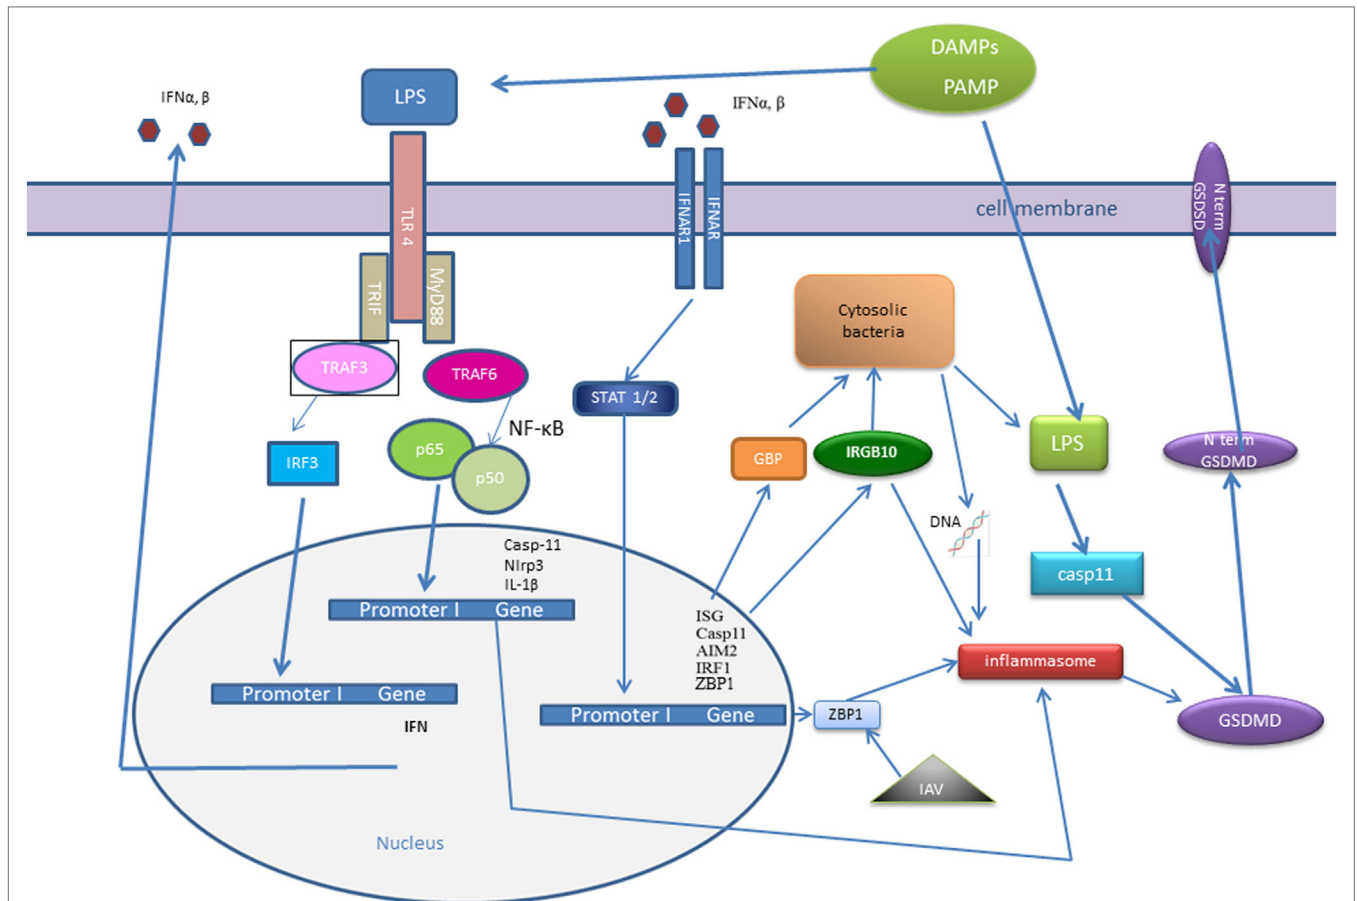 DAMPs
PAMP
IFNα, β
LPS
IFNα, β
cell membrane
TLR 4
IFNAR1
IFNAR
N term
GSDSD
TRIF
MyD88
Cytosolic
bacteria
TRAF3
TRAF6
STAT 1/2
NF-κB
p65
p50
IRF3
GBP
IRGB10
LPS
N term
GSDMD
DNA
casp11
Casp-11
Nlrp3
IL-1β
Promoter I Gene
ISG
Casp11
AIM2
IRF1
ZBP1
inflammasome
Promoter I Gene
IFN
Promoter I Gene
ZBP1
GSDMD
IAV
Nucleus